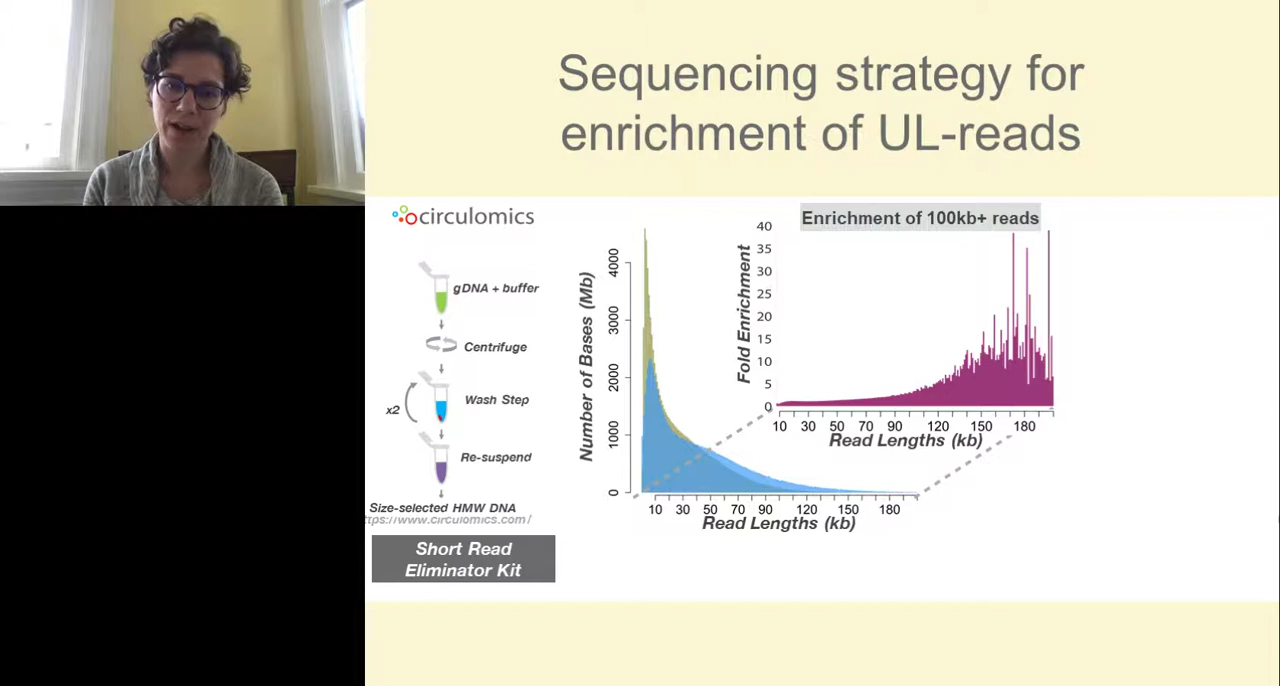 Sequencing strategy for
enrichment of UL-reads
circulomics
gDNA + buffer
Centrifuge
x2
Wash Step
Re-suspend
Size-selected HMW DNA
ttps://www.circulomics.com/
Short Read
Eliminator Kit
Number of Bases (Mb)
4000
3000
2000
1000
0
10 30 50 70 90 120 150 180
Read Lengths (kb)
Enrichment of 100kb+ reads
Fold Enrichment
40
35
30
25
20
15
10
5
0
10 30 50 70 90 120 150 180
Read Lengths (kb)